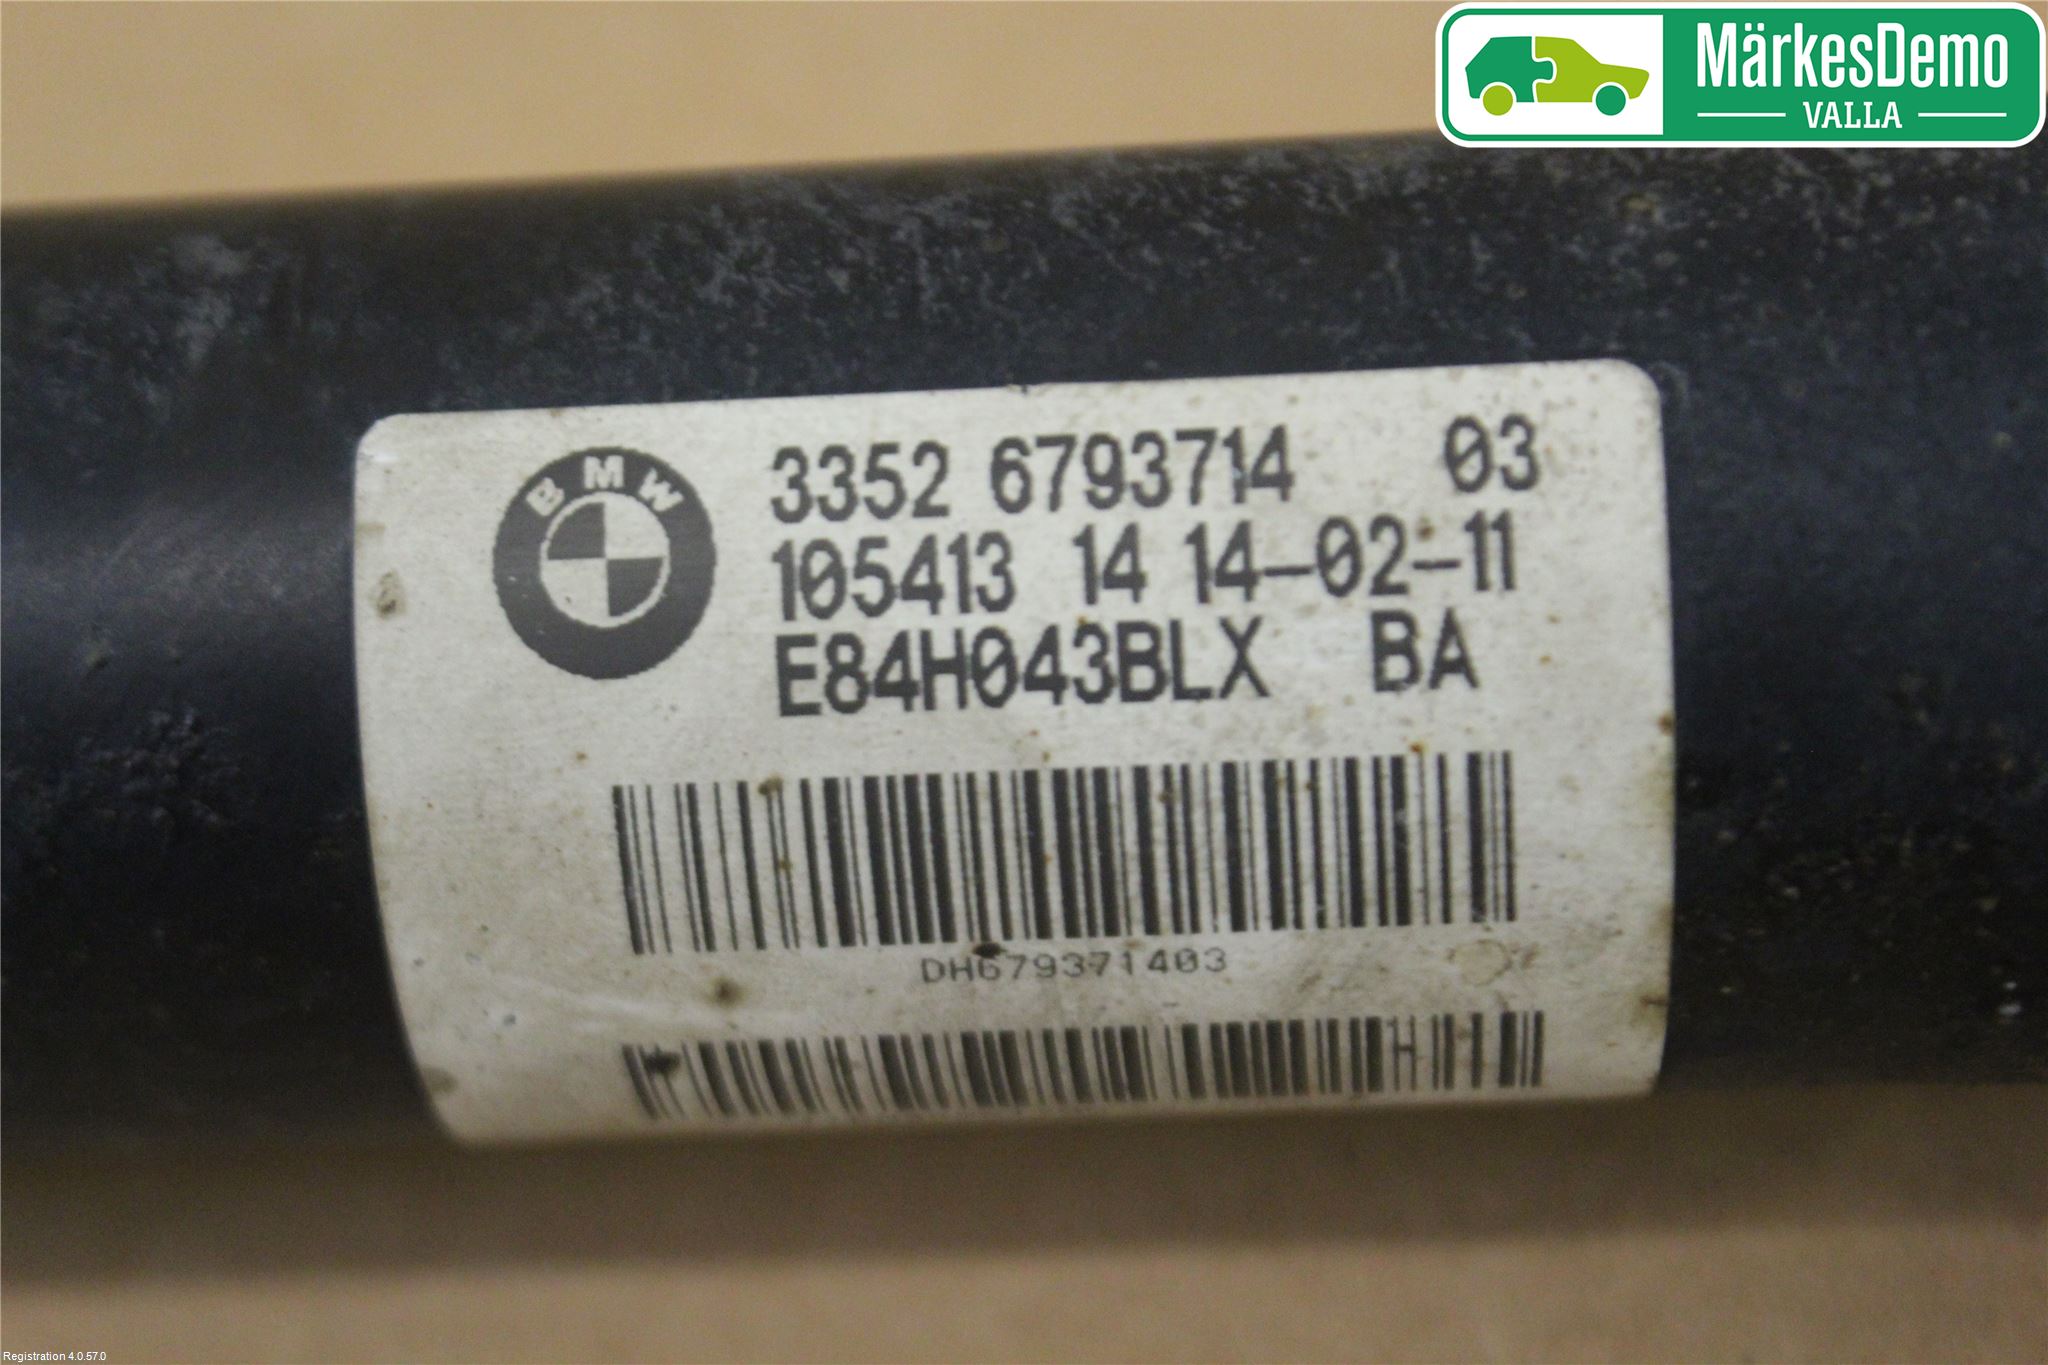 MärkesDemo
VALLA
BMW
3352 6793714 03
105413 14 14-02-11
E84H043BLX BA
DH679371403
Registration 4.0.57.0